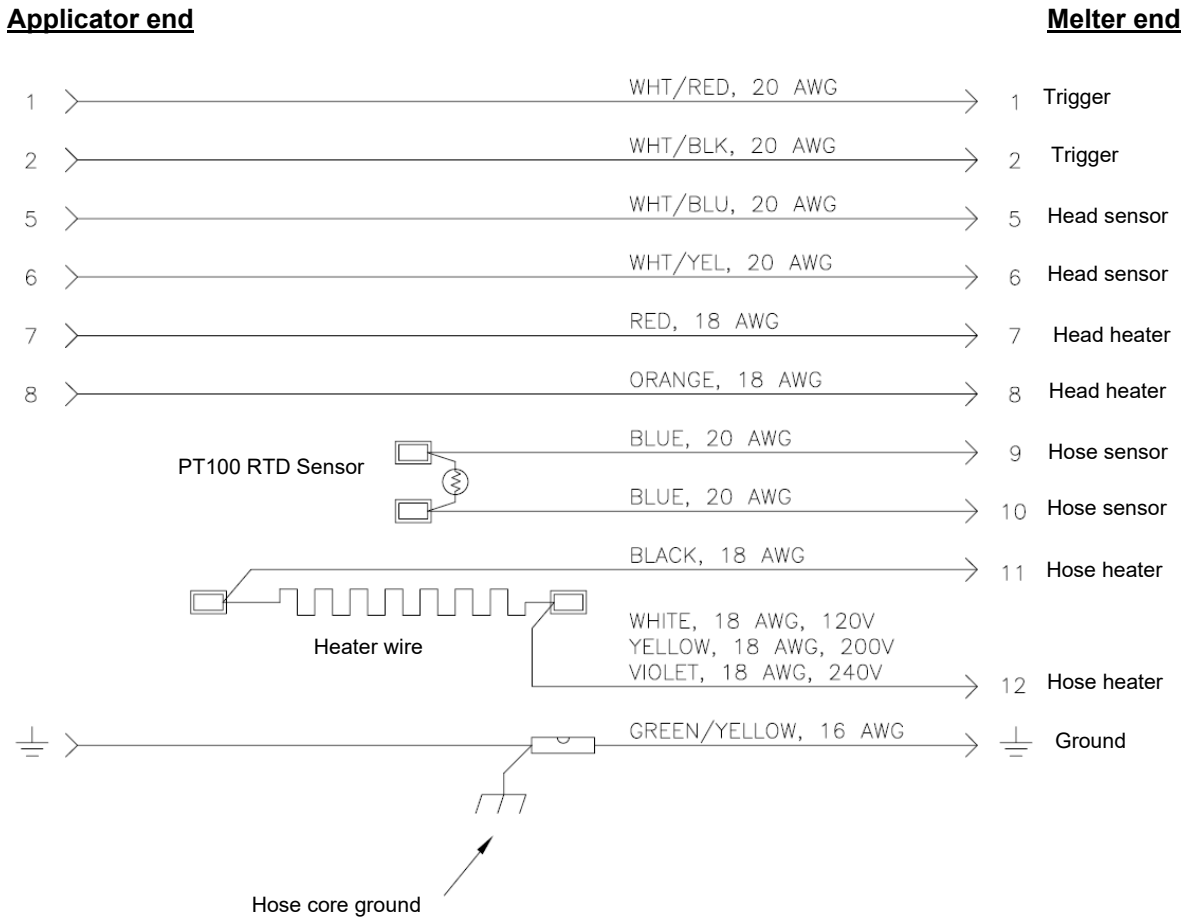 Applicator end
Melter end
1
WHT/RED, 20 AWG
1
Trigger
2
WHT/BLK, 20 AWG
2
Trigger
5
WHT/BLU, 20 AWG
5
Head sensor
6
WHT/YEL, 20 AWG
6
Head sensor
7
RED, 18 AWG
7
Head heater
8
ORANGE, 18 AWG
8
Head heater
PT100 RTD Sensor
BLUE, 20 AWG
9
Hose sensor
BLUE, 20 AWG
10
Hose sensor
BLACK, 18 AWG
11
Hose heater
Heater wire
WHITE, 18 AWG, 120V
YELLOW, 18 AWG, 200V
VIOLET, 18 AWG, 240V
12
Hose heater
GREEN/YELLOW, 16 AWG
Ground
Hose core ground